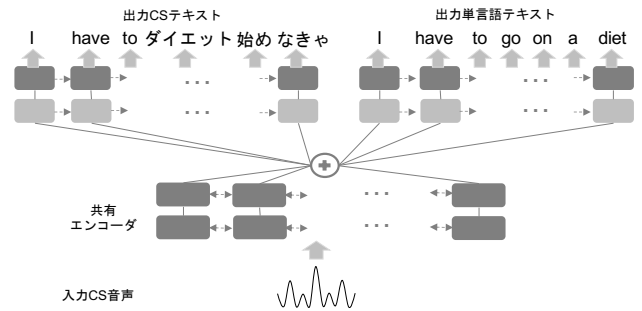 出力CSテキスト
出力単言語テキスト
I have to ダイエット 始め なきゃ
I have to go on a diet
共有
エンコーダ
入力CS音声